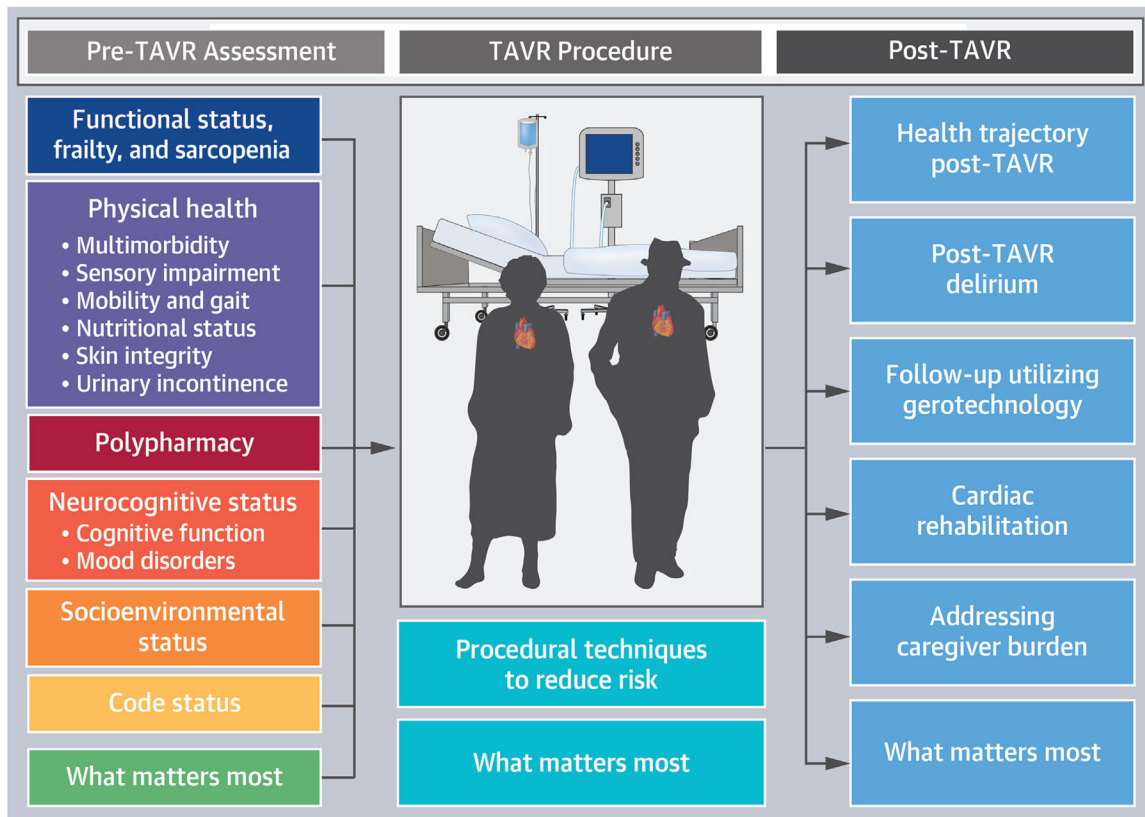 Pre-TAVR Assessment
TAVR Procedure
Post-TAVR
Functional status,
frailty, and sarcopenia
Physical health
• Multimorbidity
• Sensory impairment
• Mobility and gait
• Nutritional status
• Skin integrity
• Urinary incontinence
Polypharmacy
Neurocognitive status
• Cognitive function
• Mood disorders
Socioenvironmental
status
Code status
What matters most
Procedural techniques
to reduce risk
What matters most
Health trajectory
post-TAVR
Post-TAVR
delirium
Follow-up utilizing
gerotechnology
Cardiac
rehabilitation
Addressing
caregiver burden
What matters most